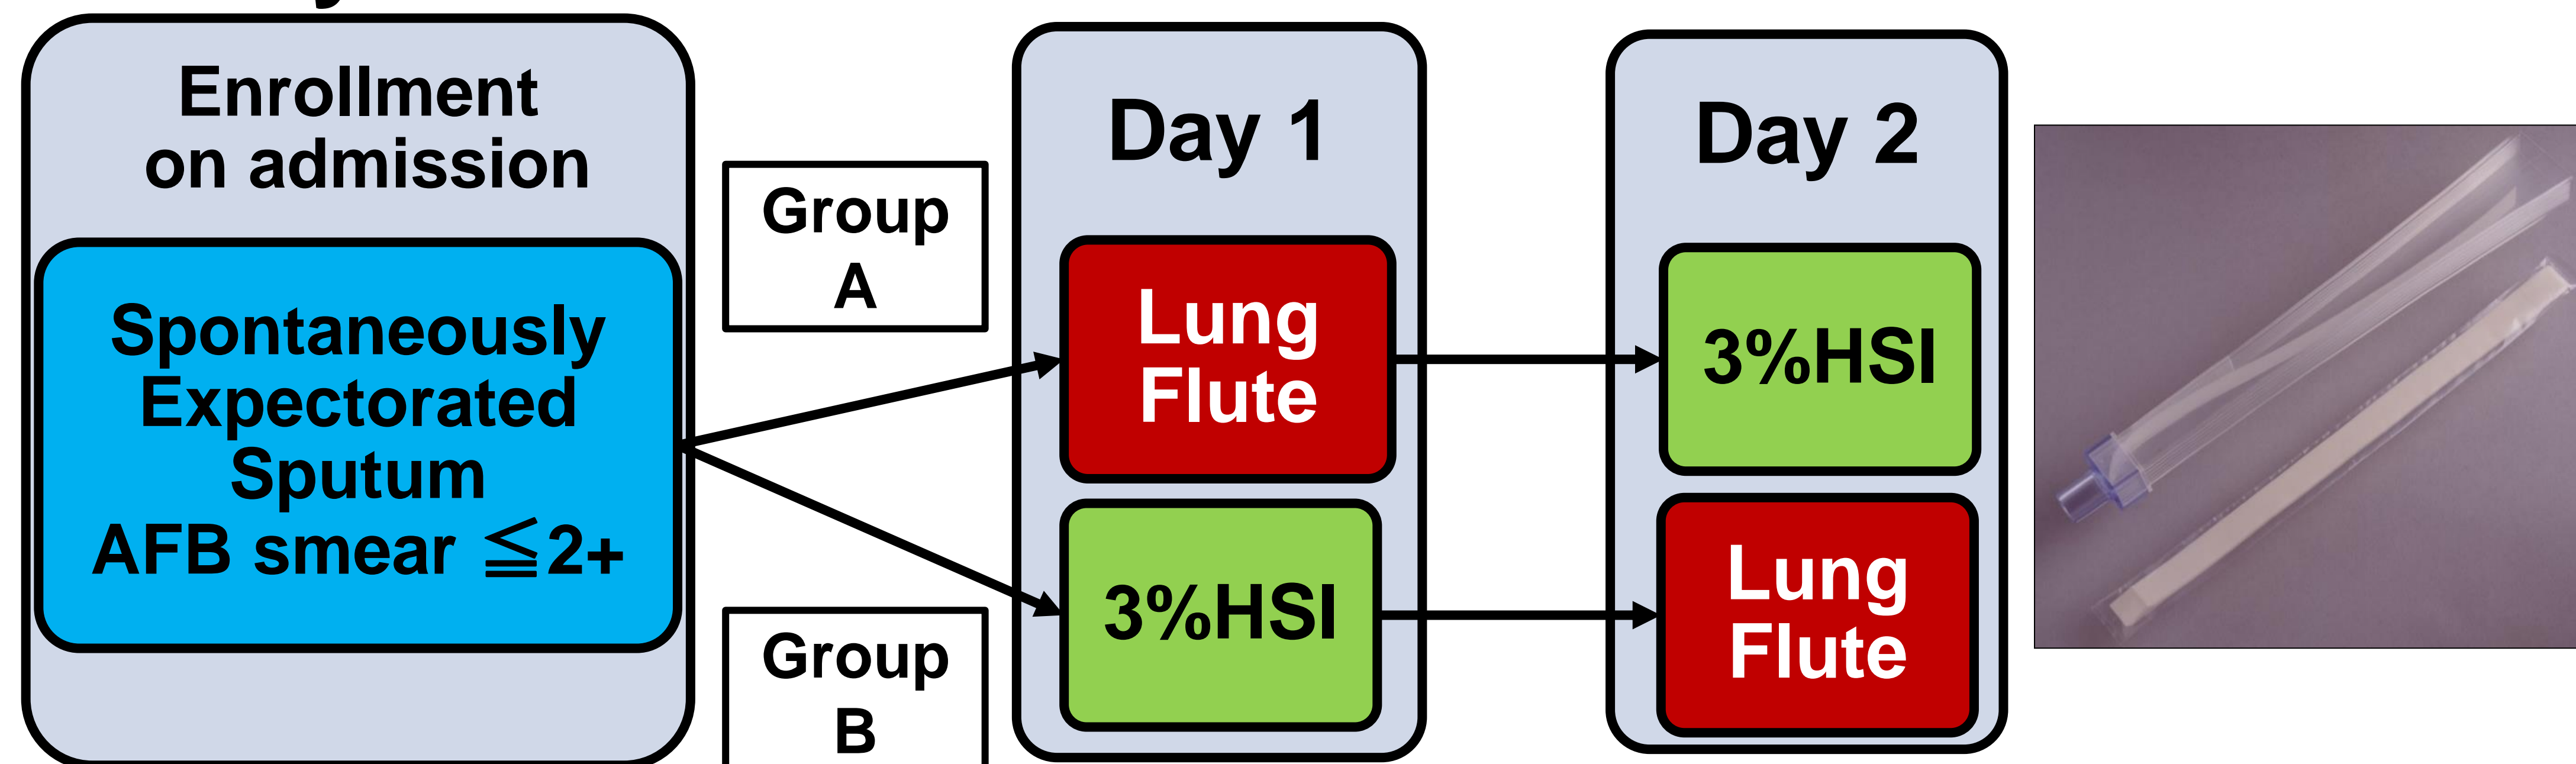 Enrollment
on admission
Spontaneously
Expectorated
Sputum
AFB smear ≦2+
Group
A
Group
B
Day 1
Lung
Flute
3%HSI
Day 2
3%HSI
Lung
Flute